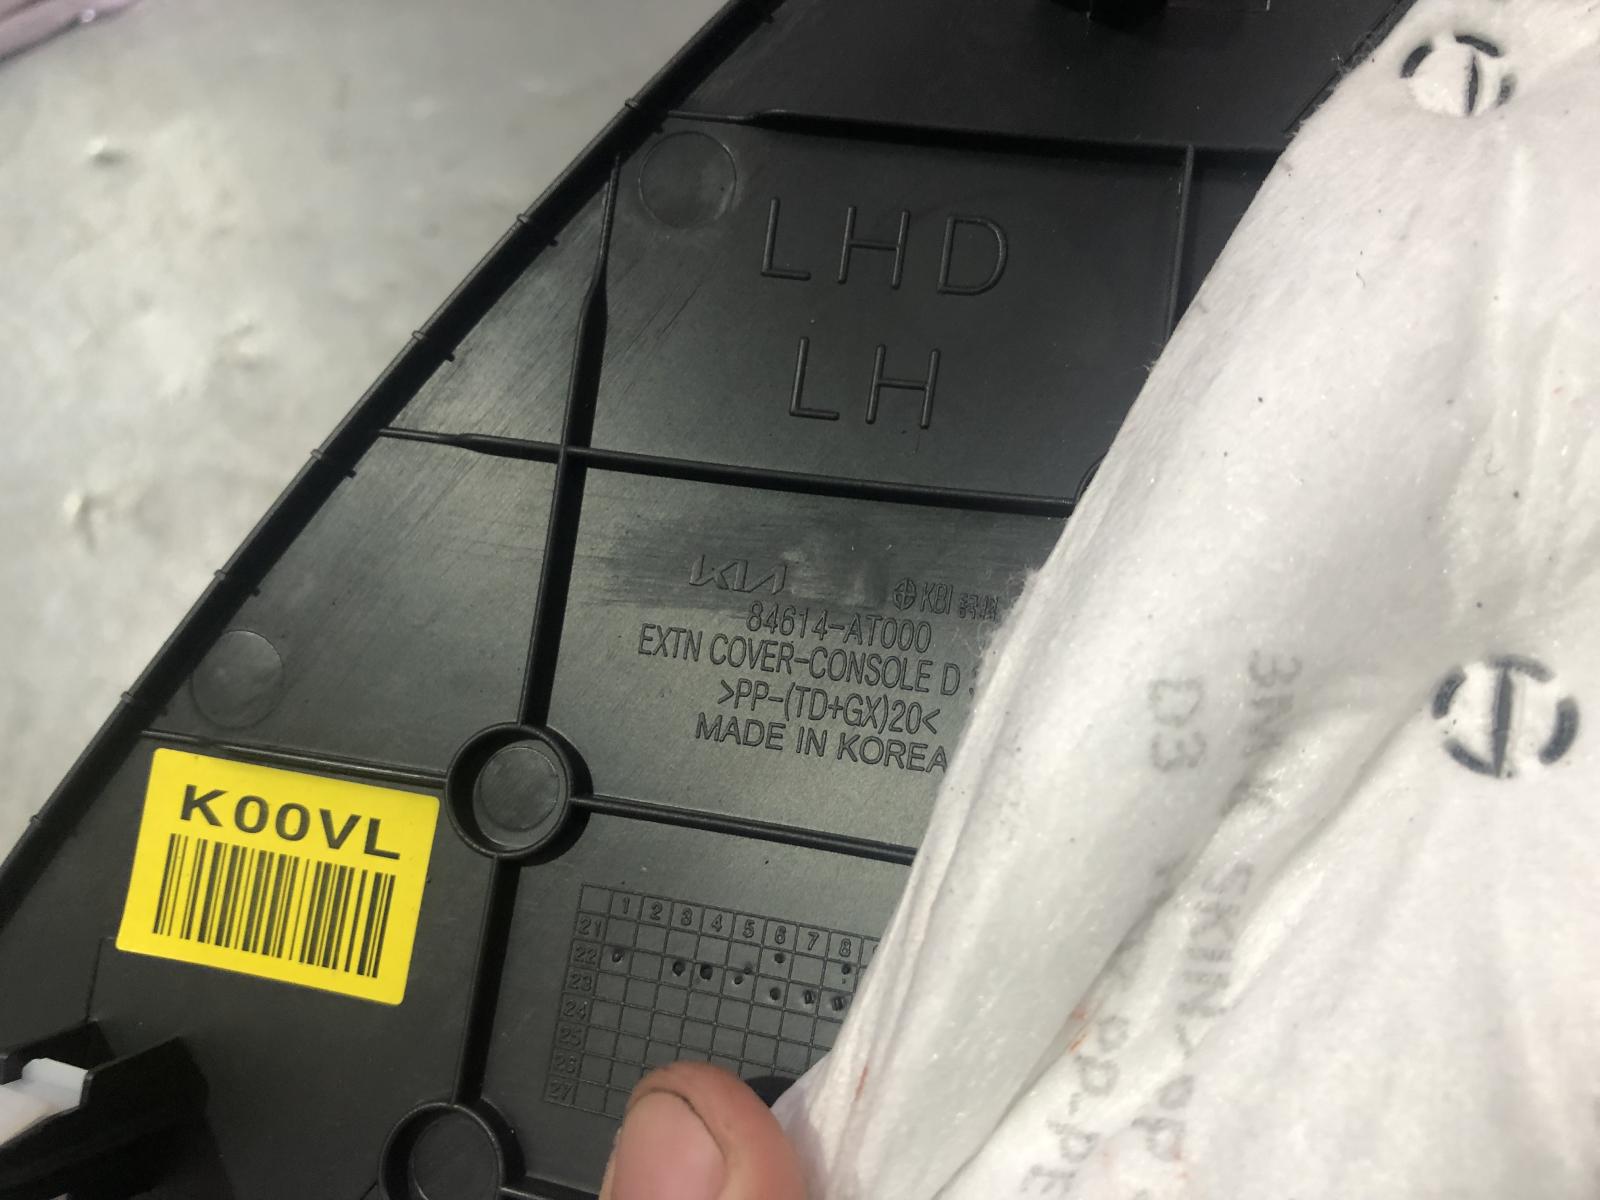 LHD
LH
KIA
KBI
84614-AT000
EXTN COVER-CONSOLE D
>PP-(TD+GX)20<
MADE IN KOREA
K00VL
1 2 3 4 5 6 7 8
21
22
23
24
25
26
27
D3